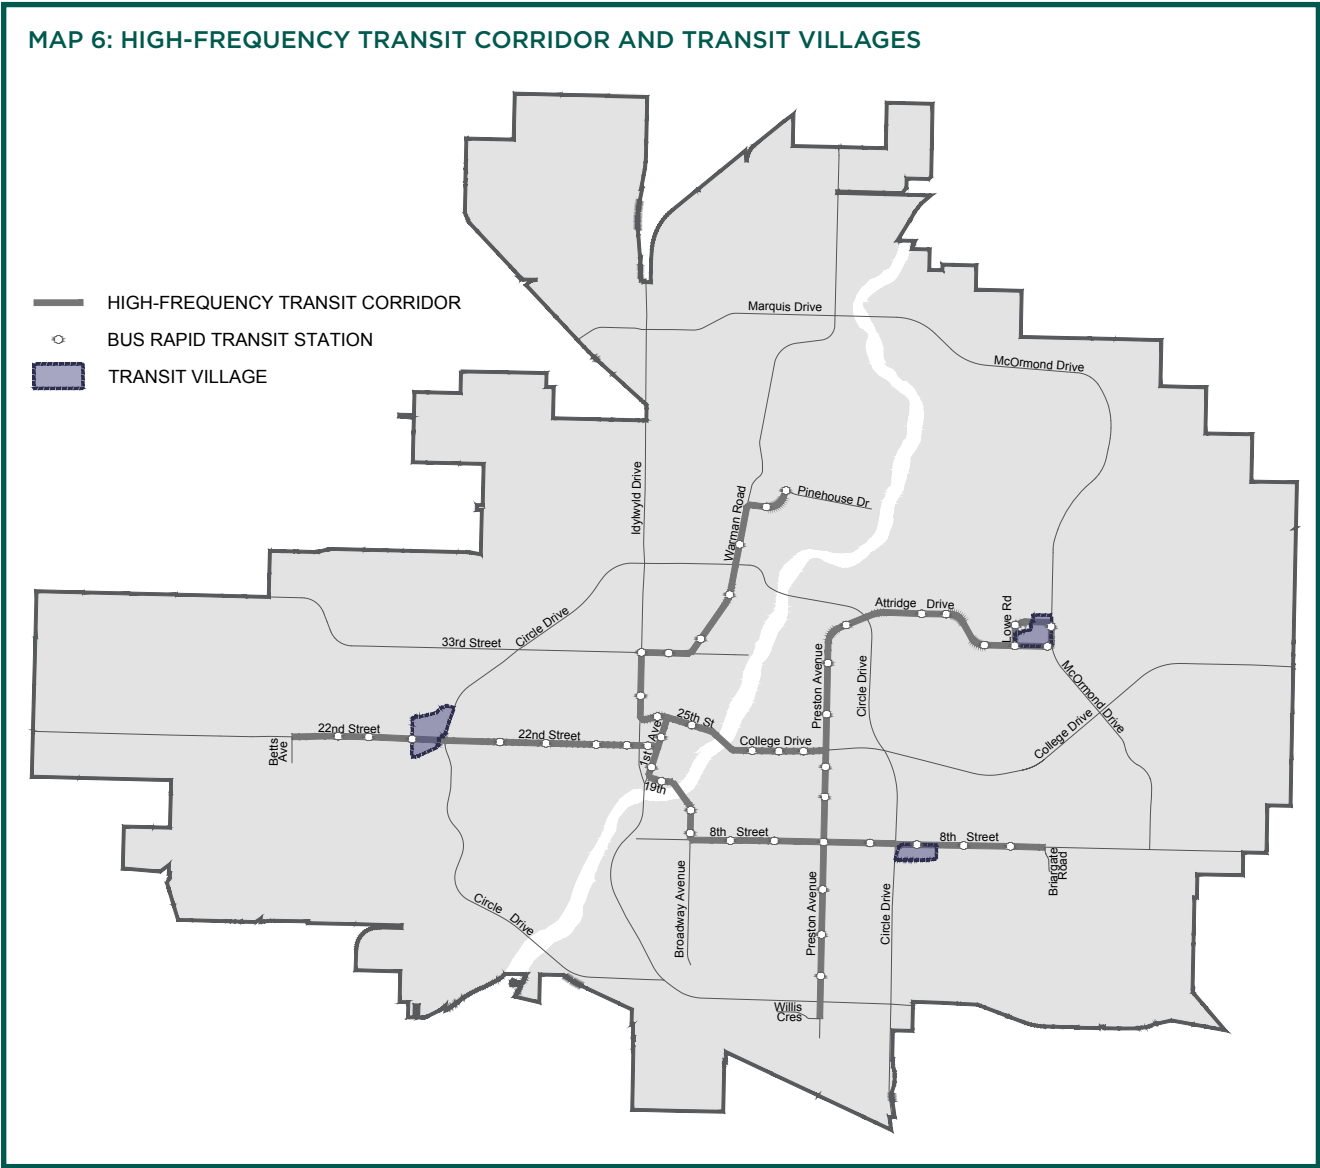 MAP 6: HIGH-FREQUENCY TRANSIT CORRIDOR AND TRANSIT VILLAGES
HIGH-FREQUENCY TRANSIT CORRIDOR
BUS RAPID TRANSIT STATION
TRANSIT VILLAGE
Marquis Drive
McOrmond Drive
Idylwyld Drive
Warman Road
Pinehouse Dr
Circle Drive
33rd Street
Attridge Drive
Lowe Rd
Preston Avenue
Circle Drive
McOrmond Drive
College Drive
22nd Street
22nd Street
Betts
Ave
25th St
1st Ave
19th
College Drive
8th Street
8th Street
Briargate
Road
Broadway Avenue
Preston Avenue
Circle Drive
Circle Drive
Willis
Cres